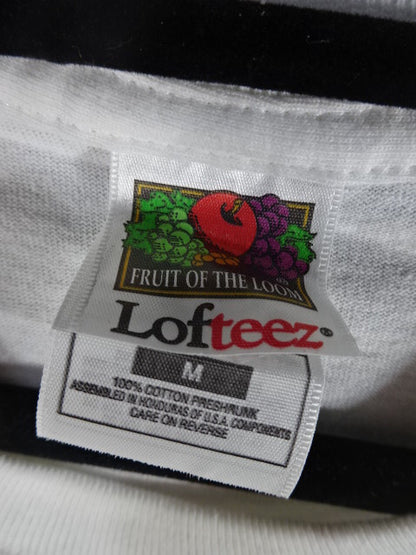 FRUIT OF THE LOOM®
Lofteez®
M
100% COTTON PRESHRUNK
ASSEMBLED IN HONDURAS OF U.S.A. COMPONENTS
CARE ON REVERSE